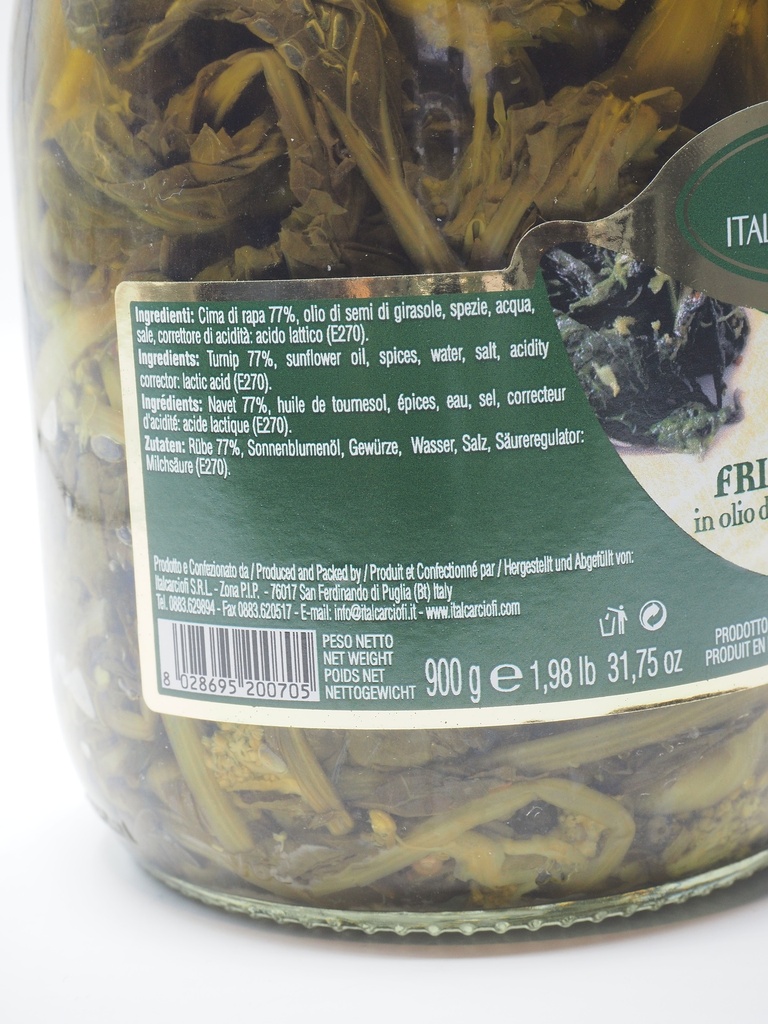 ITAL
Ingredienti: Cima di rapa 77%, olio di semi di girasole, spezie, acqua,
sale, correttore di acidità: acido lattico (E270).
Ingredients: Turnip 77%, sunflower oil, spices, water, salt, acidity
corrector: lactic acid (E270).
Ingrédients: Navet 77%, huile de tournesol, épices, eau, sel, correcteur
d'acidité: acide lactique (E270).
Zutaten: Rübe 77%, Sonnenblumenöl, Gewürze, Wasser, Salz, Säureregulator:
Milchsäure (E270).
FRI
in olio d
Prodotto e Confezionato da / Produced and Packed by / Produit et Confectionné par / Hergestellt und Abgefüllt von:
Italcarciofi S.R.L. - Zona P.I.P. - 76017 San Ferdinando di Puglia (Bt) Italy
Tel. 0883.629894 - Fax 0883.620517 - E-mail: info@italcarciofi.it - www.italcarciofi.com
8 028695 200705
PESO NETTO
NET WEIGHT
POIDS NET
NETTOGEWICHT
900 g e 1,98 lb 31,75 oz
PRODOTTO
PRODUIT EN